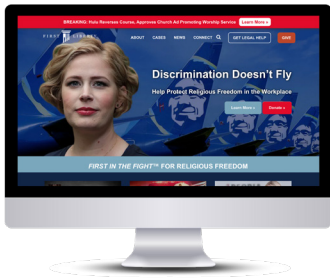 BREAKING: Hulu Reverses Course, Approves Church Ad Promoting Worship Service Learn More »
FIRST LIBERTY ABOUT CASES NEWS CONNECT GET LEGAL HELP GIVE
Discrimination Doesn't Fly
Help Protect Religious Freedom in the Workplace
Learn More » Donate »
FIRST IN THE FIGHT™ FOR RELIGIOUS FREEDOM